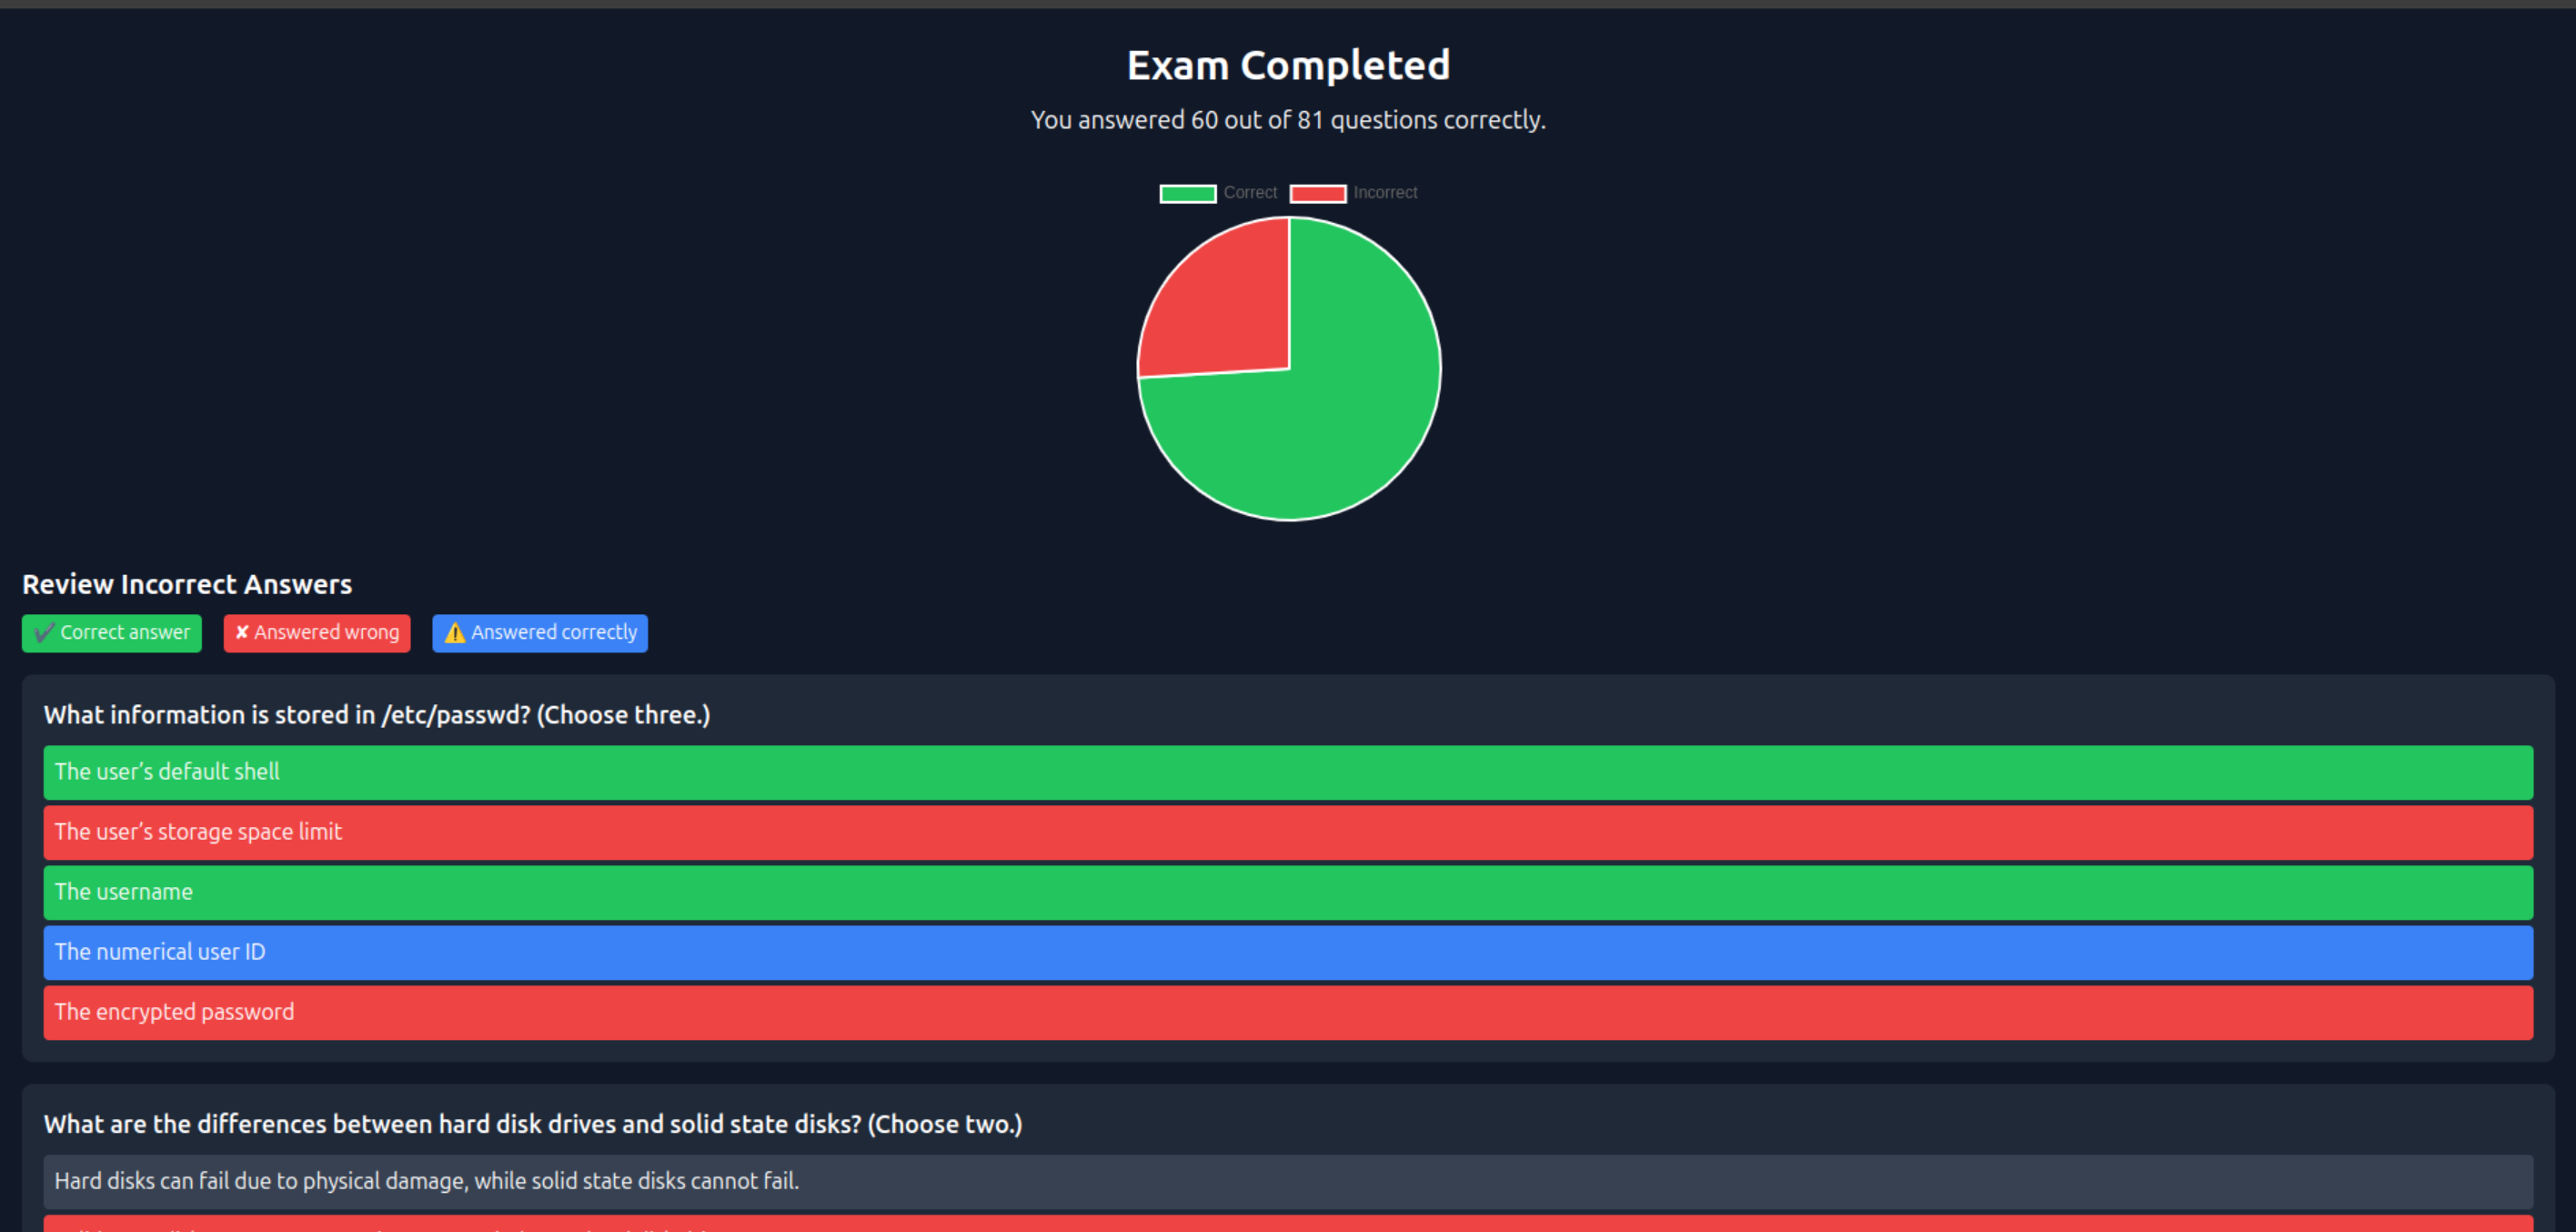 Exam Completed
You answered 60 out of 81 questions correctly.
Correct Incorrect
Review Incorrect Answers
✔ Correct answer ✘ Answered wrong ⚠ Answered correctly
What information is stored in /etc/passwd? (Choose three.)
The user’s default shell
The user’s storage space limit
The username
The numerical user ID
The encrypted password
What are the differences between hard disk drives and solid state disks? (Choose two.)
Hard disks can fail due to physical damage, while solid state disks cannot fail.